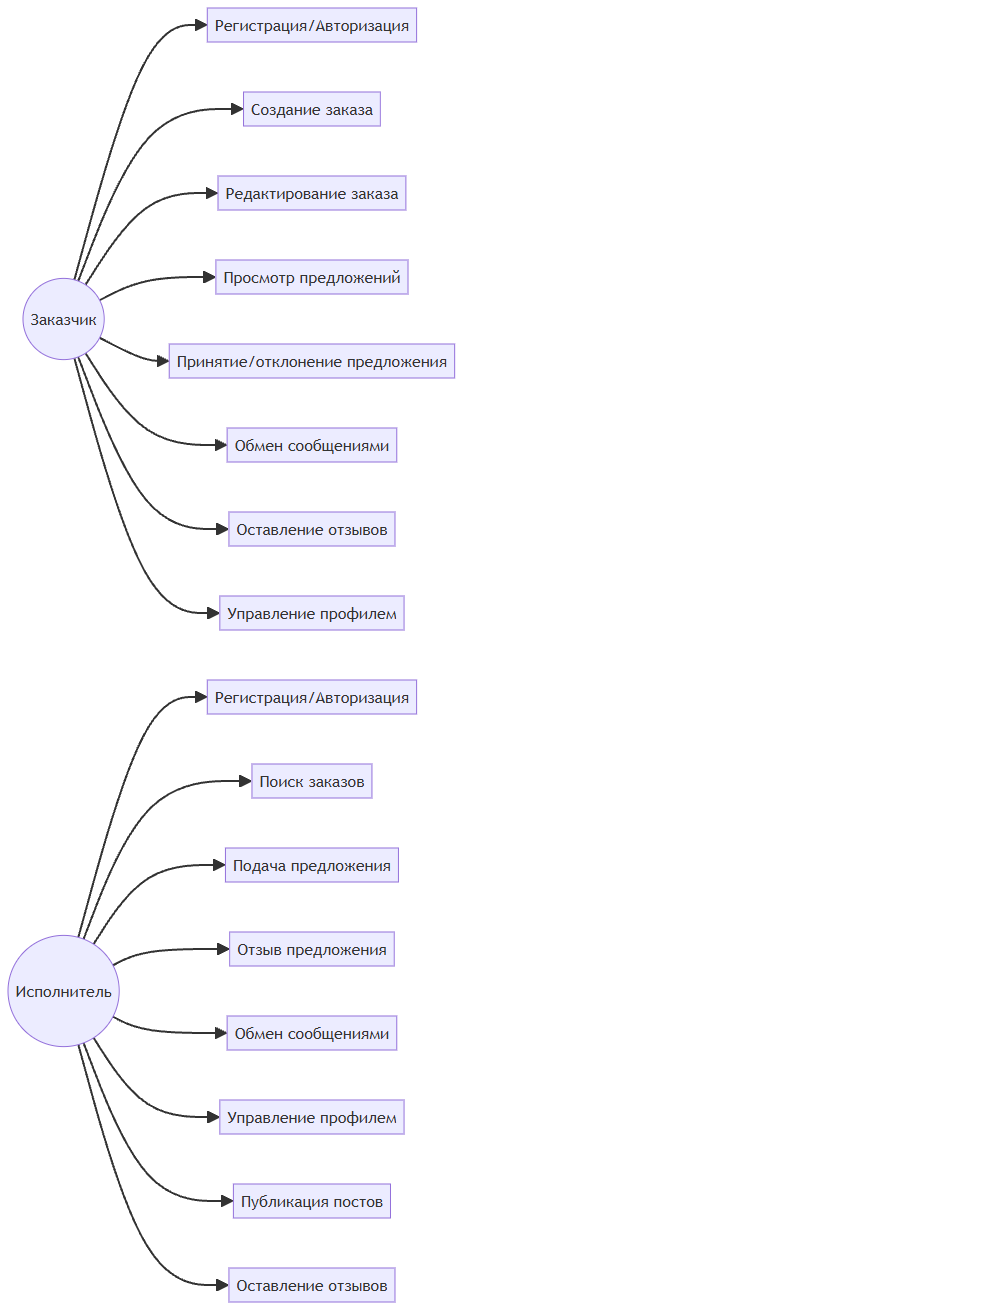 Регистрация/Авторизация
Создание заказа
Редактирование заказа
Просмотр предложений
Заказчик
Принятие/отклонение предложения
Обмен сообщениями
Оставление отзывов
Управление профилем
Регистрация/Авторизация
Поиск заказов
Подача предложения
Отзыв предложения
Исполнитель
Обмен сообщениями
Управление профилем
Публикация постов
Оставление отзывов